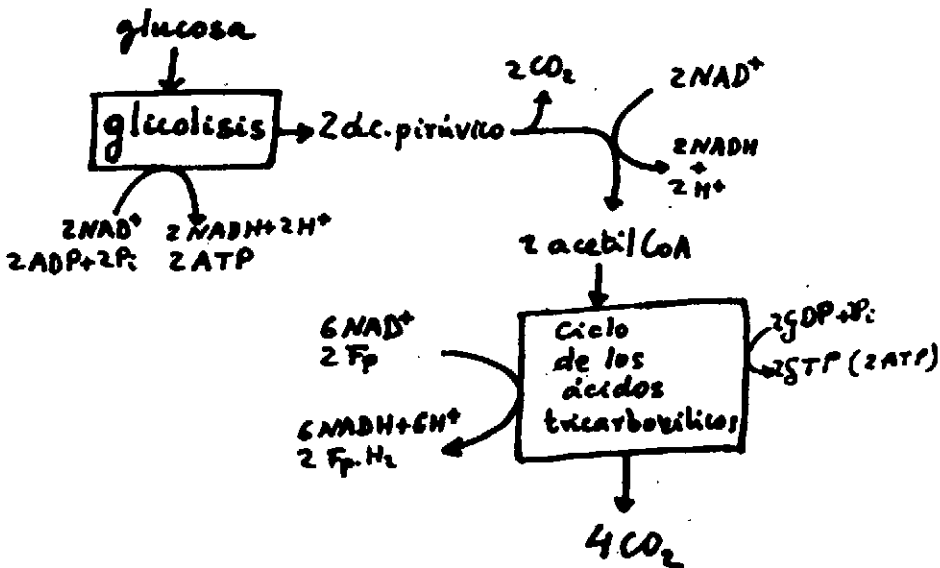 glucosa
glicolisis
2NAD⁺
2ADP+2Pi
2NADH+2H⁺
2ATP
2 ác. pirúvico
2CO₂
2NAD⁺
2NADH
+
2H⁺
2 acetil CoA
Ciclo
de los
ácidos
tricarboxílicos
6NAD⁺
2 Fp
6NADH+6H⁺
2 Fp.H₂
2GDP+2Pi
2GTP (2ATP)
4CO₂